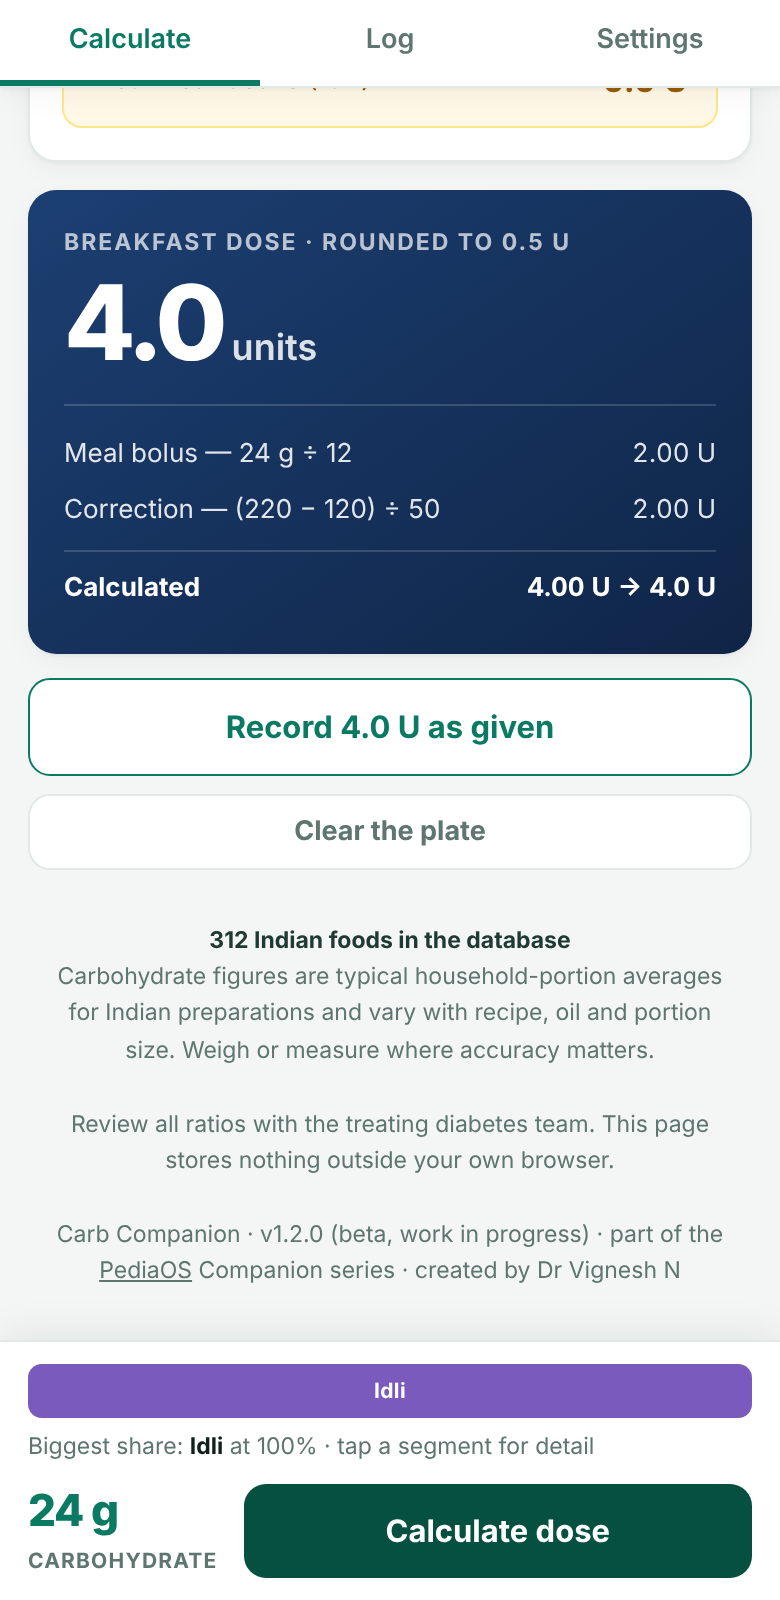 Calculate
Log
Settings
BREAKFAST DOSE · ROUNDED TO 0.5 U
4.0 units
Meal bolus — 24 g ÷ 12 2.00 U
Correction — (220 − 120) ÷ 50 2.00 U
Calculated 4.00 U → 4.0 U
Record 4.0 U as given
Clear the plate
312 Indian foods in the database
Carbohydrate figures are typical household-portion averages
for Indian preparations and vary with recipe, oil and portion
size. Weigh or measure where accuracy matters.
Review all ratios with the treating diabetes team. This page
stores nothing outside your own browser.
Carb Companion · v1.2.0 (beta, work in progress) · part of the
PediaOS Companion series · created by Dr Vignesh N
Idli
Biggest share: Idli at 100% · tap a segment for detail
24 g
CARBOHYDRATE
Calculate dose